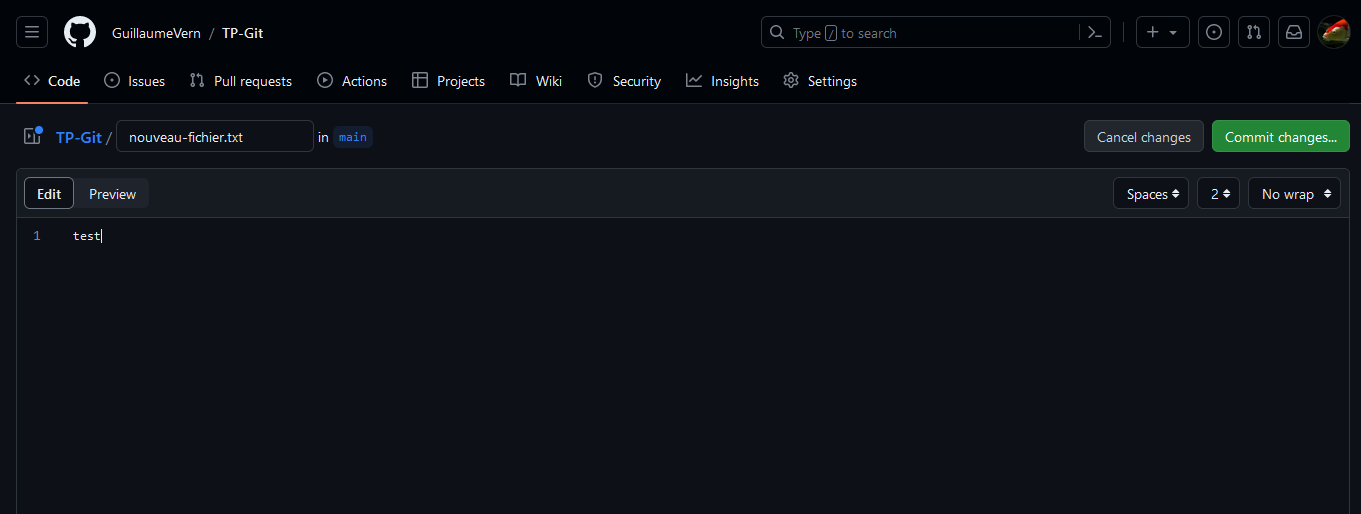 GuillaumeVern / TP-Git Type / to search
Code Issues Pull requests Actions Projects Wiki Security Insights Settings
TP-Git / nouveau-fichier.txt in main Cancel changes Commit changes...
Edit Preview Spaces 2 No wrap
1 test